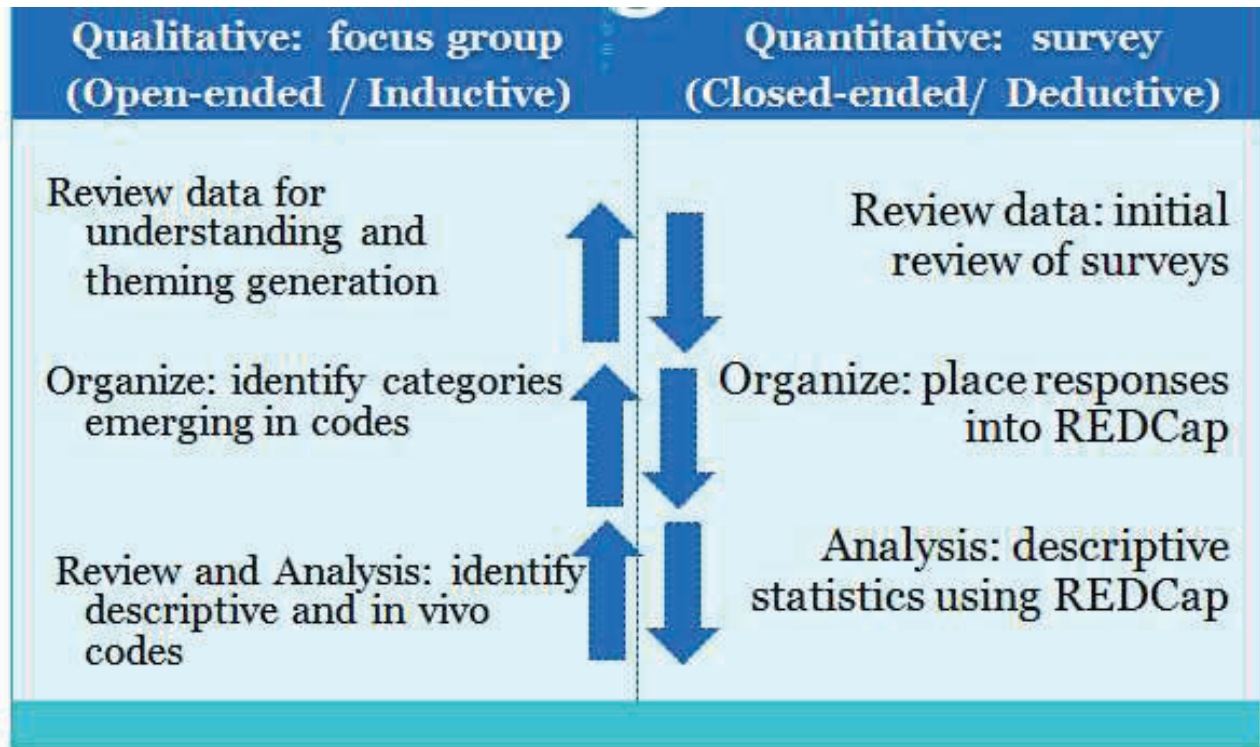 Qualitative: focus group
(Open-ended / Inductive)
Review data for
understanding and
theming generation
Organize: identify categories
emerging in codes
Review and Analysis: identify
descriptive and in vivo
codes
Quantitative: survey
(Closed-ended/ Deductive)
Review data: initial
review of surveys
Organize: place responses
into REDCap
Analysis: descriptive
statistics using REDCap